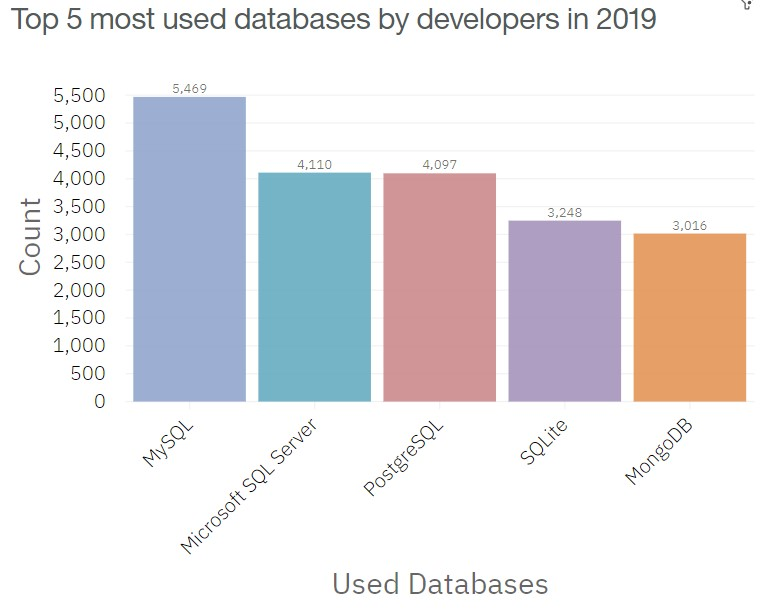 Top 5 most used databases by developers in 2019
5,469
5,500
5,000
4,500
4,110
4,097
4,000
3,500
3,248
3,000
3,016
2,500
2,000
1,500
1,000
500
0
Count
MySQL
Microsoft SQL Server
PostgreSQL
SQLite
MongoDB
Used Databases